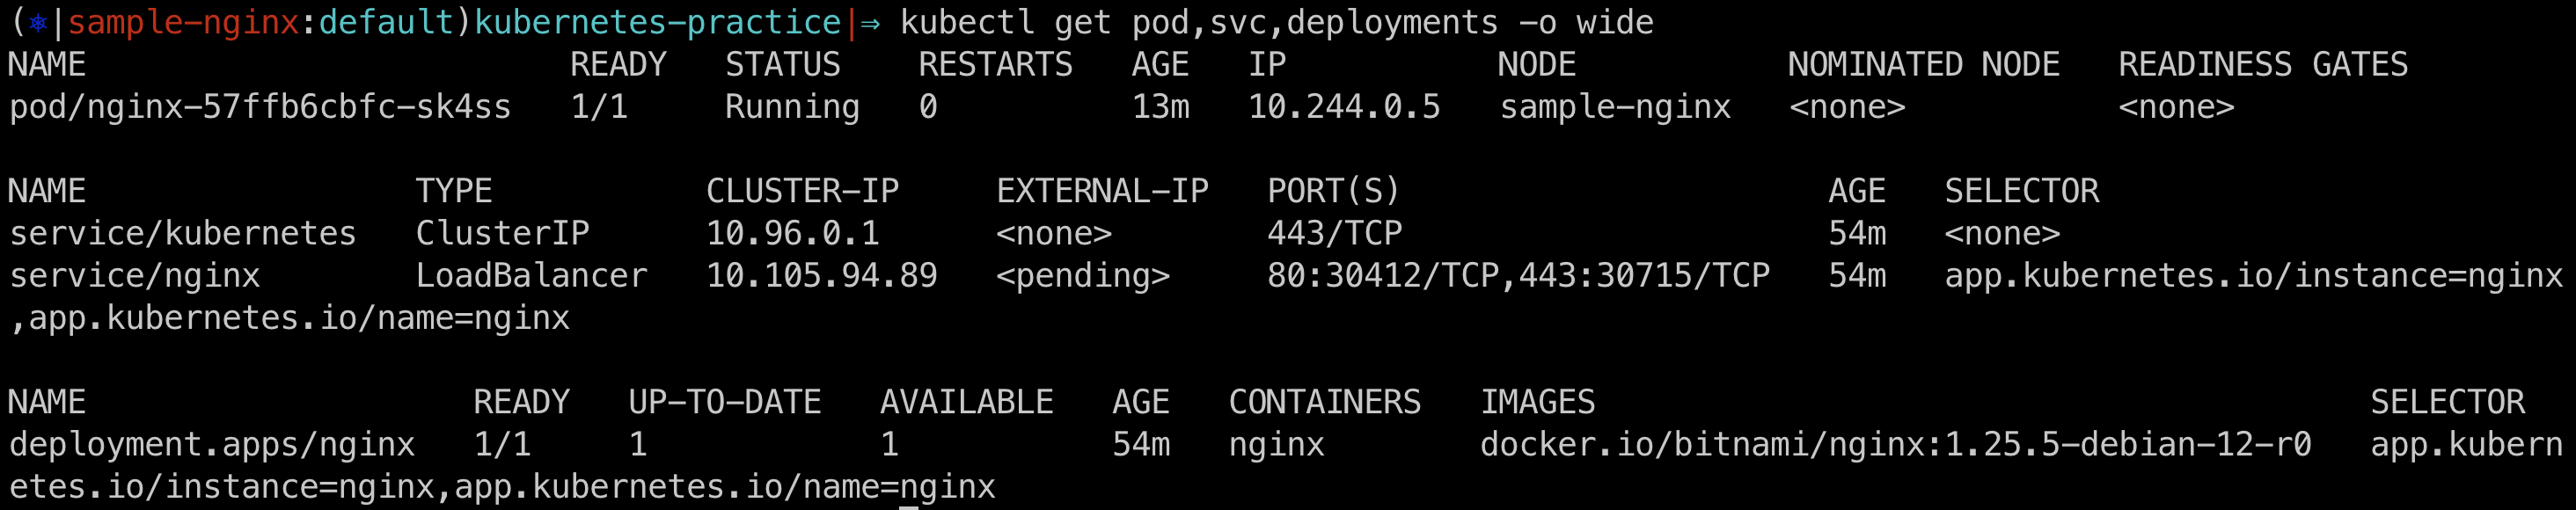 (⎈|sample-nginx:default)kubernetes-practice|⇒ kubectl get pod,svc,deployments -o wide
NAME                         READY   STATUS    RESTARTS   AGE   IP           NODE           NOMINATED NODE   READINESS GATES
pod/nginx-57ffb6cbfc-sk4ss   1/1     Running   0          13m   10.244.0.5   sample-nginx   <none>           <none>

NAME                 TYPE           CLUSTER-IP     EXTERNAL-IP   PORT(S)                      AGE   SELECTOR
service/kubernetes   ClusterIP      10.96.0.1      <none>        443/TCP                      54m   <none>
service/nginx        LoadBalancer   10.105.94.89   <pending>     80:30412/TCP,443:30715/TCP   54m   app.kubernetes.io/instance=nginx
,app.kubernetes.io/name=nginx

NAME                    READY   UP-TO-DATE   AVAILABLE   AGE   CONTAINERS   IMAGES                                        SELECTOR
deployment.apps/nginx   1/1     1            1           54m   nginx        docker.io/bitnami/nginx:1.25.5-debian-12-r0   app.kubern
etes.io/instance=nginx,app.kubernetes.io/name=nginx